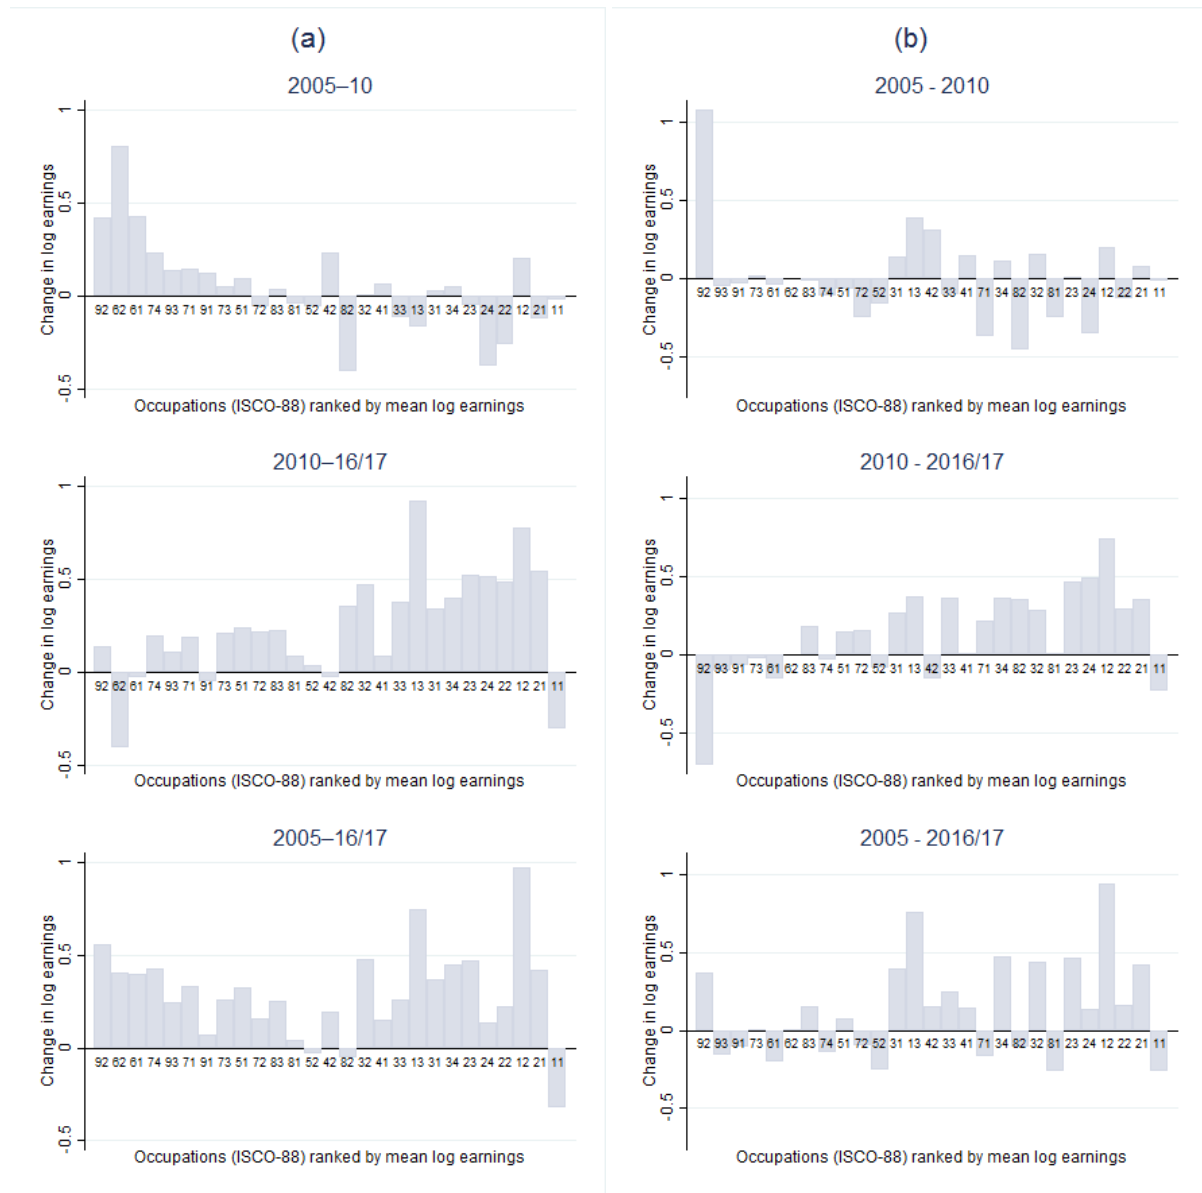 (a)
2005–10
Change in log earnings
1
0.5
0
-0.5
92 62 61 74 93 71 91 73 51 72 83 81 52 42 82 32 41 33 13 31 34 23 24 22 12 21 11
Occupations (ISCO-88) ranked by mean log earnings
2010–16/17
Change in log earnings
1
0.5
0
-0.5
92 62 61 74 93 71 91 73 51 72 83 81 52 42 82 32 41 33 13 31 34 23 24 22 12 21 11
Occupations (ISCO-88) ranked by mean log earnings
2005–16/17
Change in log earnings
1
0.5
0
-0.5
92 62 61 74 93 71 91 73 51 72 83 81 52 42 82 32 41 33 13 31 34 23 24 22 12 21 11
Occupations (ISCO-88) ranked by mean log earnings
(b)
2005 - 2010
Change in log earnings
1
0.5
0
-0.5
92 93 91 73 61 62 83 74 51 72 52 31 13 42 33 41 71 34 82 32 81 23 24 12 22 21 11
Occupations (ISCO-88) ranked by mean log earnings
2010 - 2016/17
Change in log earnings
1
0.5
0
-0.5
92 93 91 73 61 62 83 74 51 72 52 31 13 42 33 41 71 34 82 32 81 23 24 12 22 21 11
Occupations (ISCO-88) ranked by mean log earnings
2005 - 2016/17
Change in log earnings
1
0.5
0
-0.5
92 93 91 73 61 62 83 74 51 72 52 31 13 42 33 41 71 34 82 32 81 23 24 12 22 21 11
Occupations (ISCO-88) ranked by mean log earnings